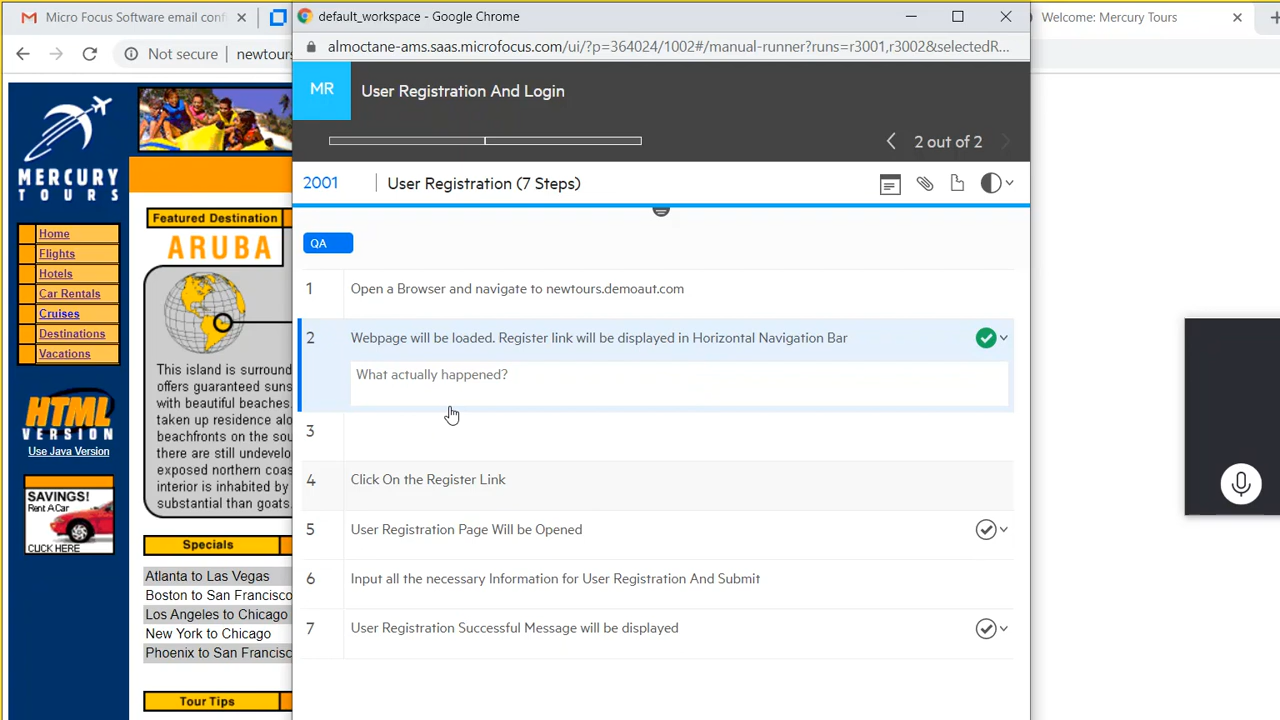 Micro Focus Software email conf
default_workspace - Google Chrome
Welcome: Mercury Tours
Not secure
newtours
almoctane-ams.saas.microfocus.com/ui/?p=364024/1002#/manual-runner?runs=r3001,r3002&selectedR...
MR
User Registration And Login
2 out of 2
2001
User Registration (7 Steps)
QA
1 Open a Browser and navigate to newtours.demoaut.com
2 Webpage will be loaded. Register link will be displayed in Horizontal Navigation Bar
What actually happened?
3
4 Click On the Register Link
5 User Registration Page Will be Opened
6 Input all the necessary Information for User Registration And Submit
7 User Registration Successful Message will be displayed
MERCURY
TOURS
Home
Flights
Hotels
Car Rentals
Cruises
Destinations
Vacations
HTML
VERSION
Use Java Version
SAVINGS!
Rent A Car
CLICK HERE
Featured Destination
ARUBA
This island is surround
offers guaranteed suns
with beautiful beaches
taken up residence alo
beachfronts on the sou
there are still undevelo
exposed northern coas
interior is inhabited by
substantial than goats.
Specials
Atlanta to Las Vegas
Boston to San Francisco
Los Angeles to Chicago
New York to Chicago
Phoenix to San Francisc
Tour Tips